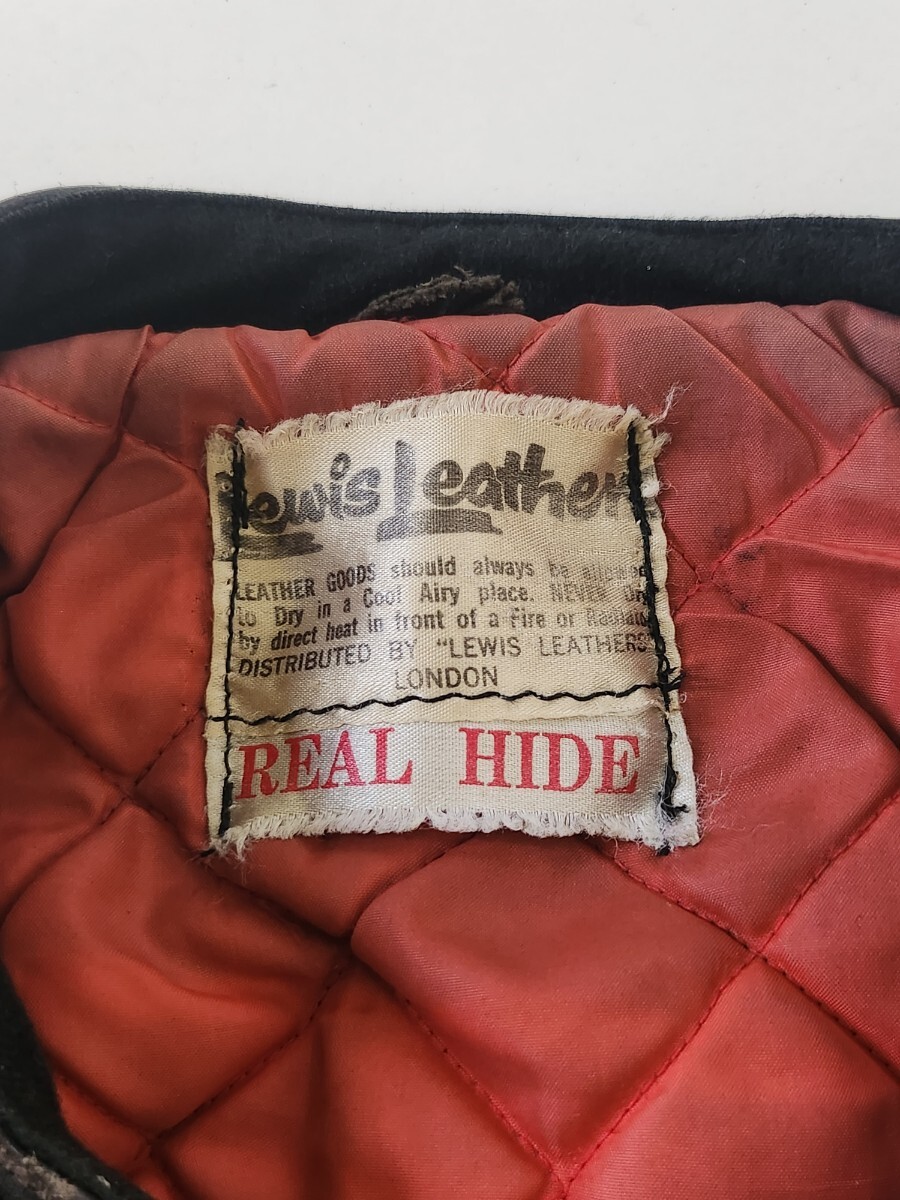 Lewis Leathers
LEATHER GOODS should always be allowed
to Dry in a Cool Airy place. NEVER Dry
by direct heat in front of a Fire or Radiator
DISTRIBUTED BY "LEWIS LEATHERS"
LONDON
REAL HIDE